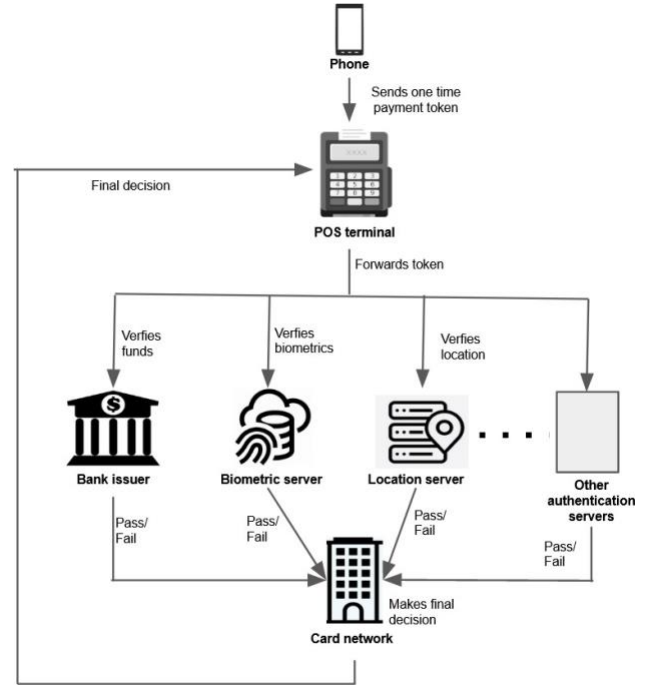 Phone
Sends one time
payment token
Final decision
POS terminal
Forwards token
Verfies
funds
Verfies
biometrics
Verfies
location
Bank issuer
Biometric server
Location server
Other
authentication
servers
Pass/
Fail
Pass/
Fail
Pass/
Fail
Pass/
Fail
Makes final
decision
Card network